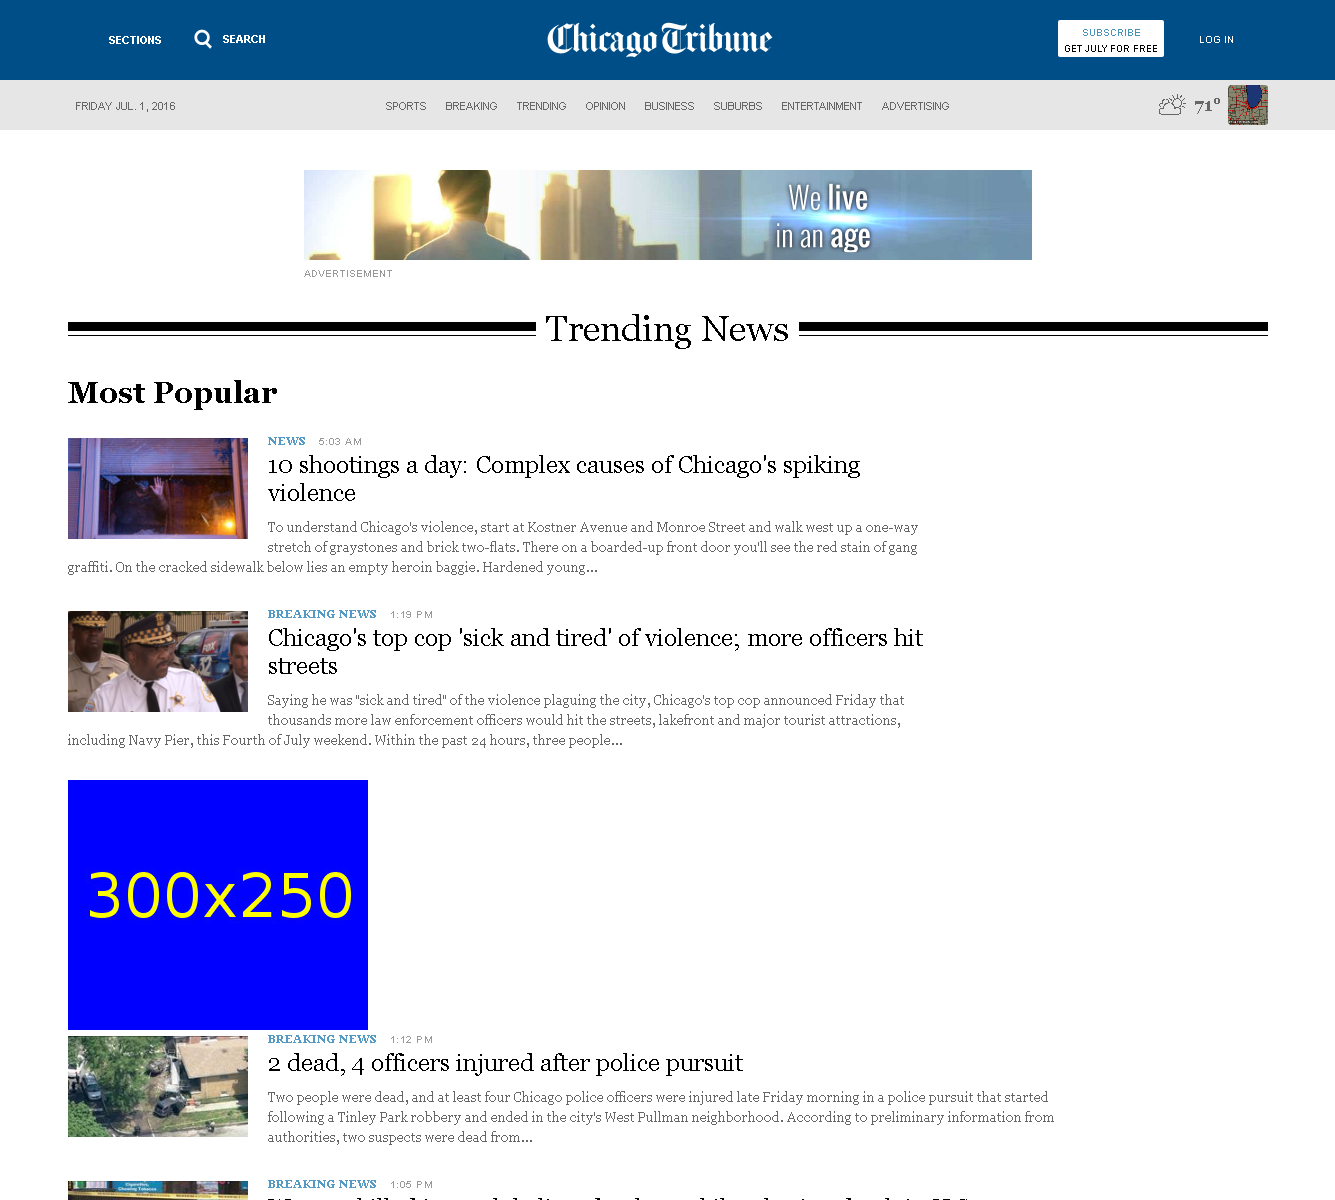 SECTIONS
SEARCH
Chicago Tribune
SUBSCRIBE
GET JULY FOR FREE
LOG IN
FRIDAY JUL. 1, 2016
SPORTS BREAKING TRENDING OPINION BUSINESS SUBURBS ENTERTAINMENT ADVERTISING
71°
We live
in an age
ADVERTISEMENT
Trending News
Most Popular
NEWS 5:03 AM
10 shootings a day: Complex causes of Chicago's spiking
violence
To understand Chicago's violence, start at Kostner Avenue and Monroe Street and walk west up a one-way
stretch of graystones and brick two-flats. There on a boarded-up front door you'll see the red stain of gang
graffiti. On the cracked sidewalk below lies an empty heroin baggie. Hardened young...
BREAKING NEWS 1:19 PM
Chicago's top cop 'sick and tired' of violence; more officers hit
streets
Saying he was "sick and tired" of the violence plaguing the city, Chicago's top cop announced Friday that
thousands more law enforcement officers would hit the streets, lakefront and major tourist attractions,
including Navy Pier, this Fourth of July weekend. Within the past 24 hours, three people...
300x250
BREAKING NEWS 1:12 PM
2 dead, 4 officers injured after police pursuit
Two people were dead, and at least four Chicago police officers were injured late Friday morning in a police pursuit that started
following a Tinley Park robbery and ended in the city's West Pullman neighborhood. According to preliminary information from
authorities, two suspects were dead from...
BREAKING NEWS 1:05 PM